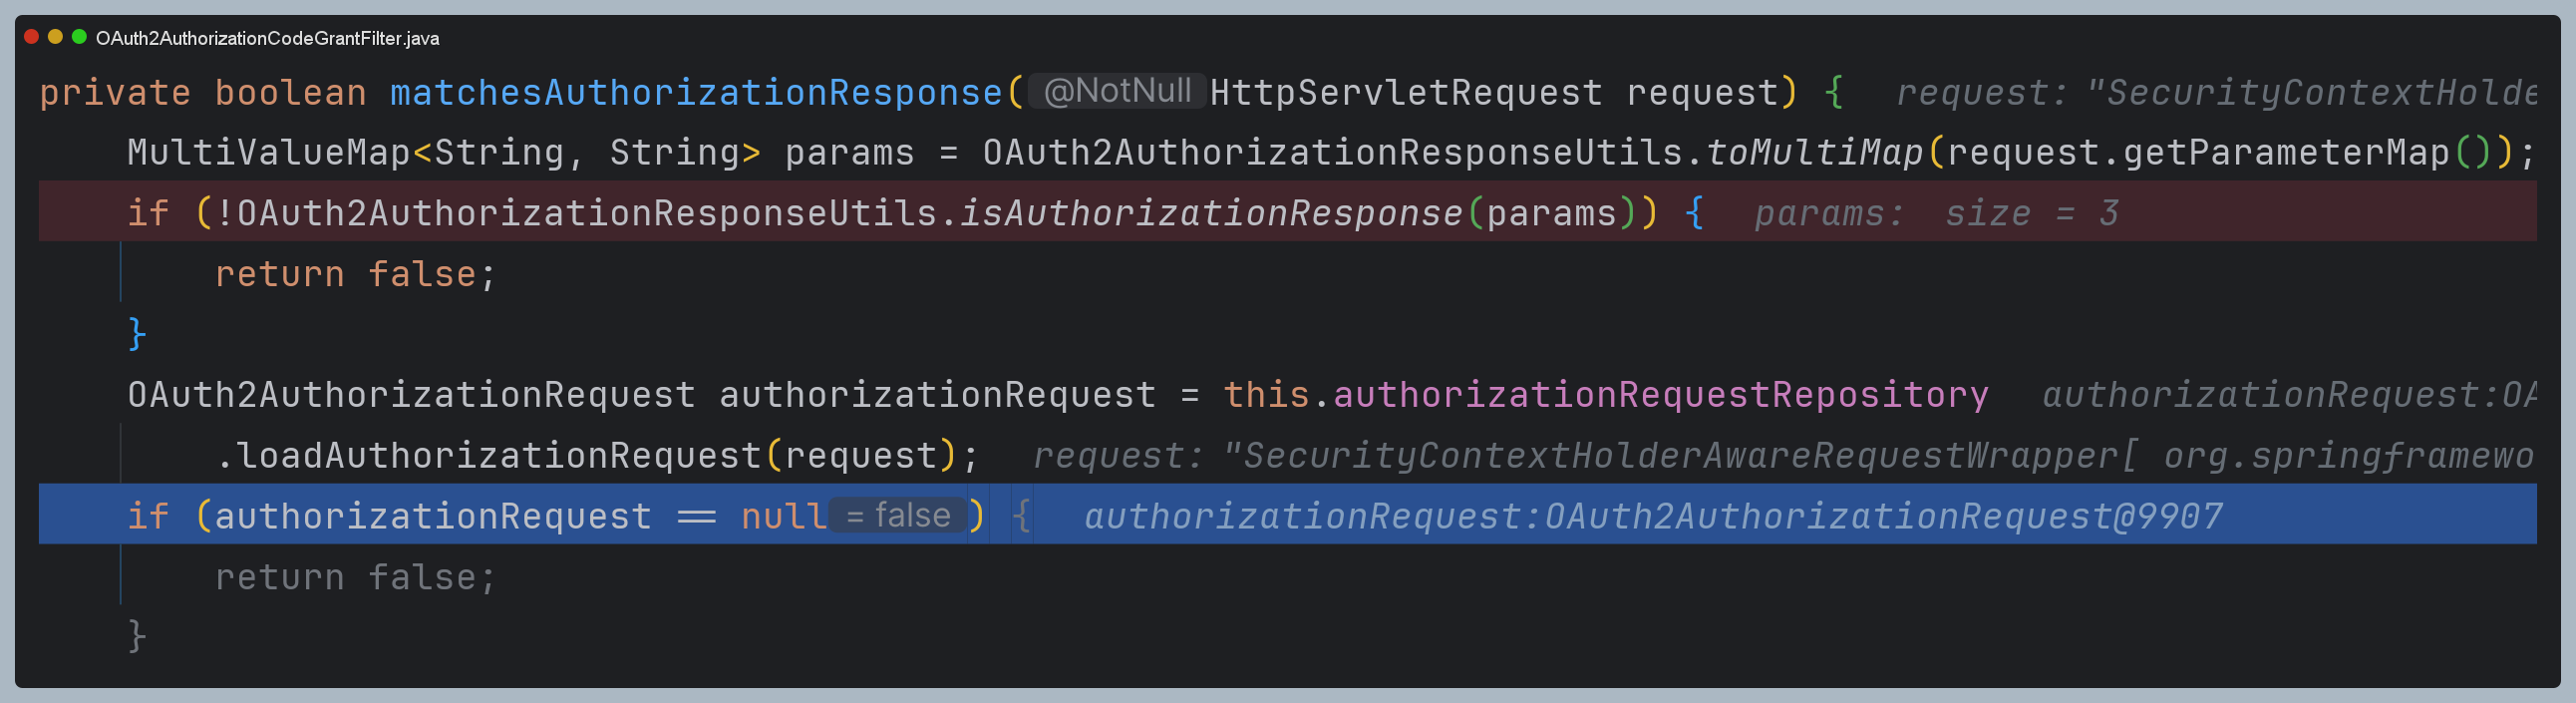 OAuth2AuthorizationCodeGrantFilter.java
private boolean matchesAuthorizationResponse( @NotNull HttpServletRequest request) { request: "SecurityContextHolde
MultiValueMap<String, String> params = OAuth2AuthorizationResponseUtils.toMultiMap(request.getParameterMap());
if (!OAuth2AuthorizationResponseUtils.isAuthorizationResponse(params)) { params: size = 3
return false;
}
OAuth2AuthorizationRequest authorizationRequest = this.authorizationRequestRepository authorizationRequest:OA
.loadAuthorizationRequest(request); request: "SecurityContextHolderAwareRequestWrapper[ org.springframewo
if (authorizationRequest == null = false ) { authorizationRequest:OAuth2AuthorizationRequest@9907
return false;
}